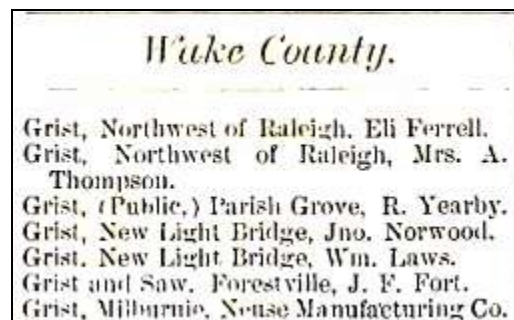 Wake County.
Grist, Northwest of Raleigh. Eli Ferrell.
Grist, Northwest of Raleigh, Mrs. A.
Thompson.
Grist, (Public,) Parish Grove, R. Yearby.
Grist, New Light Bridge, Jno. Norwood.
Grist. New Light Bridge, Wm. Laws.
Grist and Saw. Forestville, J. F. Fort.
Grist, Milburnie, Neuse Manufacturing Co.